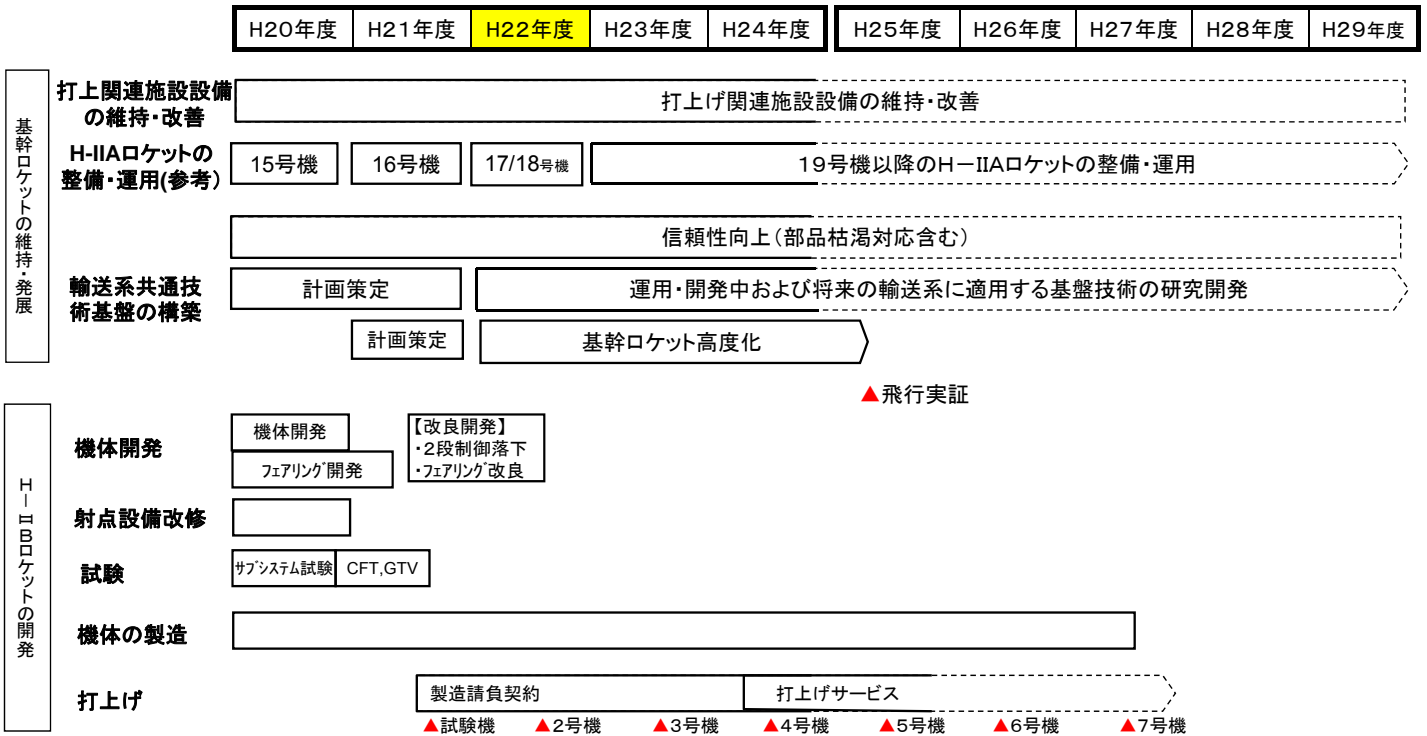 H20年度 H21年度 H22年度 H23年度 H24年度 H25年度 H26年度 H27年度 H28年度 H29年度
基幹ロケットの維持・発展
打上関連施設設備
の維持・改善
打上げ関連施設設備の維持・改善
H-IIAロケットの
整備・運用(参考)
15号機 16号機 17/18号機 19号機以降のH－IIAロケットの整備・運用
信頼性向上（部品枯渇対応含む）
輸送系共通技
術基盤の構築
計画策定 運用・開発中および将来の輸送系に適用する基盤技術の研究開発
計画策定 基幹ロケット高度化
▲飛行実証
H－ⅡBロケットの開発
機体開発
機体開発
フェアリング開発
【改良開発】
・2段制御落下
・フェアリング改良
射点設備改修
試験
サブシステム試験 CFT,GTV
機体の製造
打上げ
製造請負契約 打上げサービス
▲試験機 ▲2号機 ▲3号機 ▲4号機 ▲5号機 ▲6号機 ▲7号機